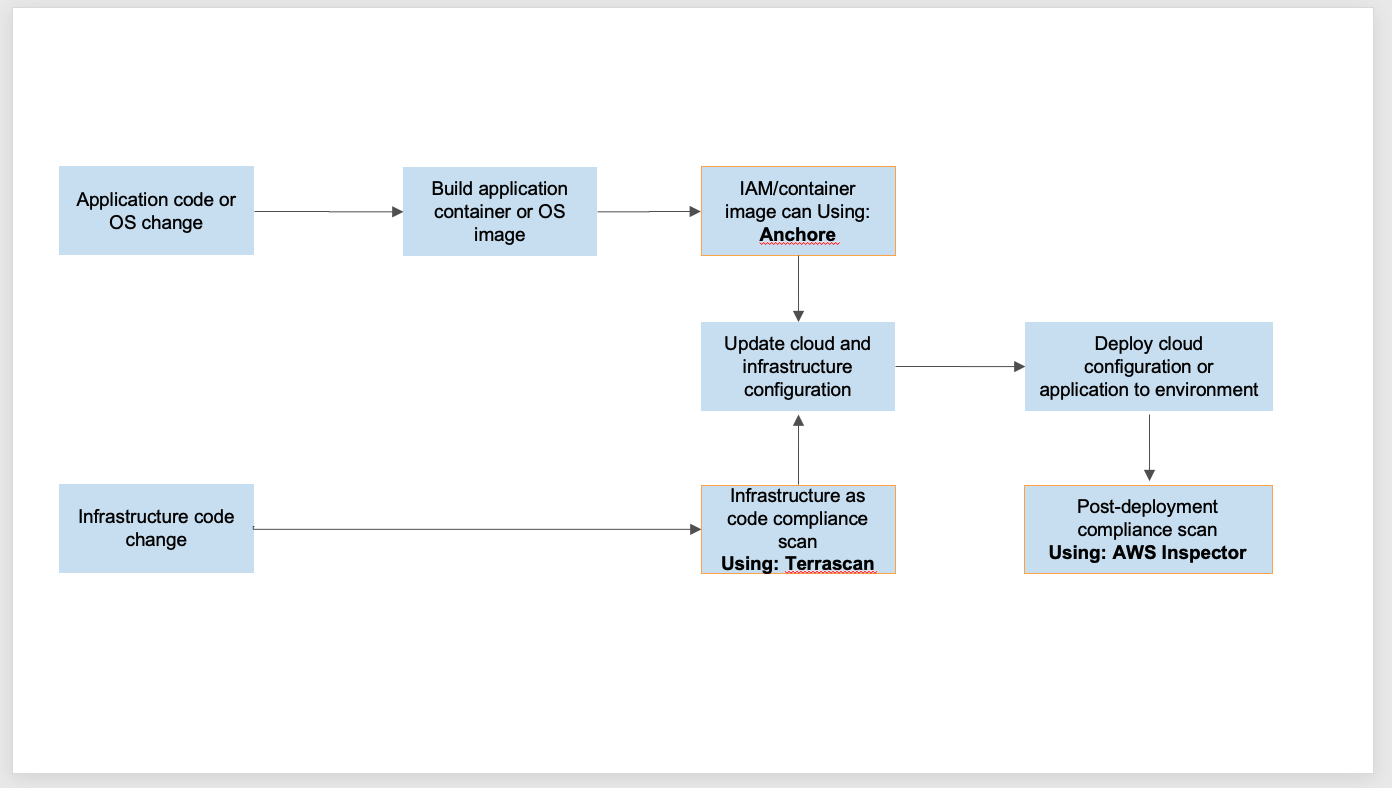 Application code or
OS change
Build application
container or OS
image
IAM/container
image can Using:
Anchore
Update cloud and
infrastructure
configuration
Deploy cloud
configuration or
application to environment
Infrastructure code
change
Infrastructure as
code compliance
scan
Using: Terrascan
Post-deployment
compliance scan
Using: AWS Inspector